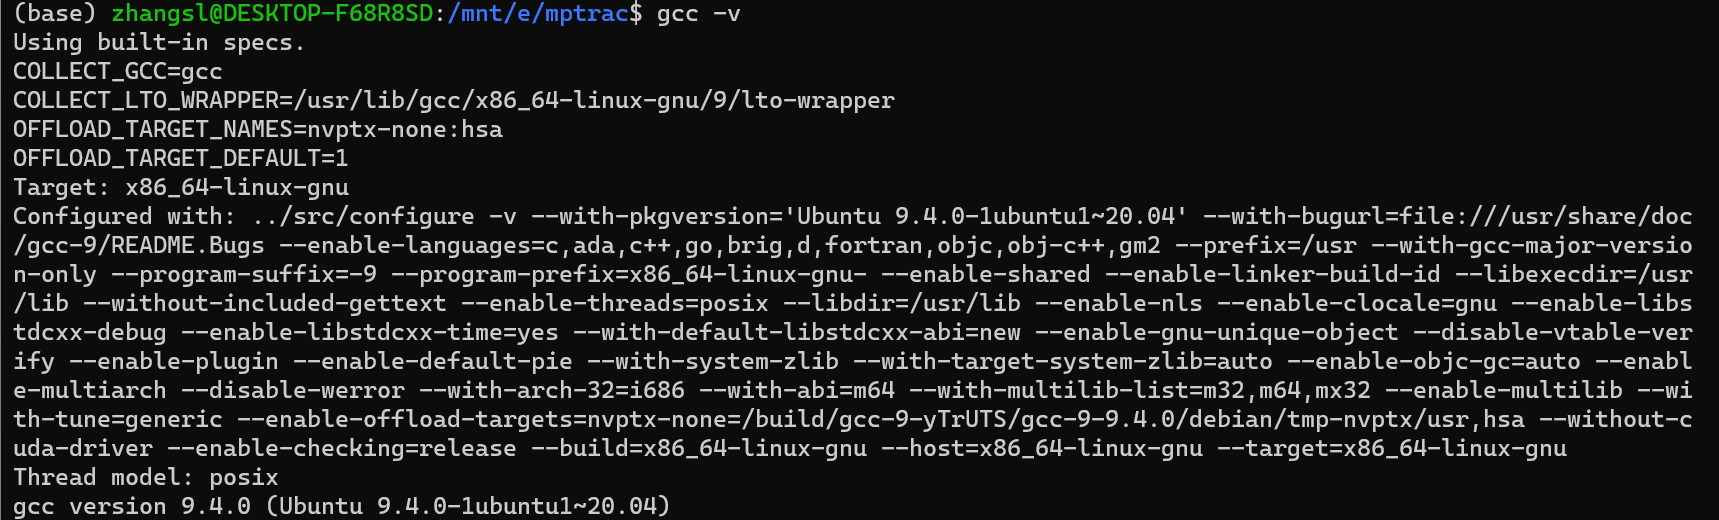 (base) zhangsl@DESKTOP-F68R8SD:/mnt/e/mptrac$ gcc -v
Using built-in specs.
COLLECT_GCC=gcc
COLLECT_LTO_WRAPPER=/usr/lib/gcc/x86_64-linux-gnu/9/lto-wrapper
OFFLOAD_TARGET_NAMES=nvptx-none:hsa
OFFLOAD_TARGET_DEFAULT=1
Target: x86_64-linux-gnu
Configured with: ../src/configure -v --with-pkgversion='Ubuntu 9.4.0-1ubuntu1~20.04' --with-bugurl=file:///usr/share/doc
/gcc-9/README.Bugs --enable-languages=c,ada,c++,go,brig,d,fortran,objc,obj-c++,gm2 --prefix=/usr --with-gcc-major-versio
n-only --program-suffix=-9 --program-prefix=x86_64-linux-gnu- --enable-shared --enable-linker-build-id --libexecdir=/usr
/lib --without-included-gettext --enable-threads=posix --libdir=/usr/lib --enable-nls --enable-clocale=gnu --enable-libs
tdcxx-debug --enable-libstdcxx-time=yes --with-default-libstdcxx-abi=new --enable-gnu-unique-object --disable-vtable-ver
ify --enable-plugin --enable-default-pie --with-system-zlib --with-target-system-zlib=auto --enable-objc-gc=auto --enabl
e-multiarch --disable-werror --with-arch-32=i686 --with-abi=m64 --with-multilib-list=m32,m64,mx32 --enable-multilib --wi
th-tune=generic --enable-offload-targets=nvptx-none=/build/gcc-9-yTrUTS/gcc-9-9.4.0/debian/tmp-nvptx/usr,hsa --without-c
uda-driver --enable-checking=release --build=x86_64-linux-gnu --host=x86_64-linux-gnu --target=x86_64-linux-gnu
Thread model: posix
gcc version 9.4.0 (Ubuntu 9.4.0-1ubuntu1~20.04)